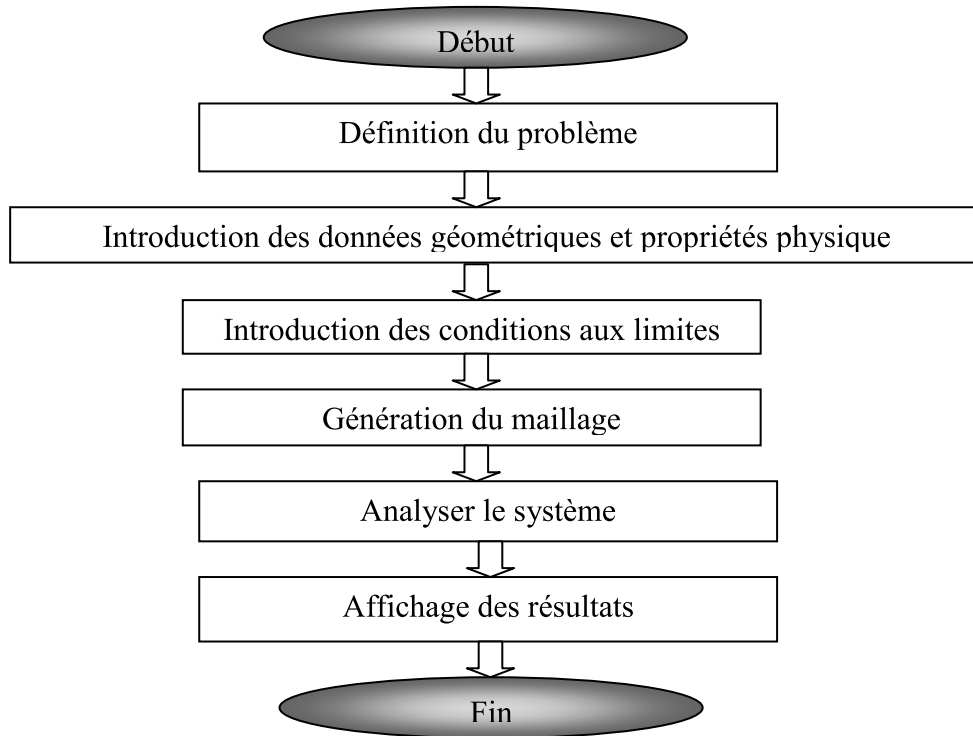 Début
Définition du problème
Introduction des données géométriques et propriétés physique
Introduction des conditions aux limites
Génération du maillage
Analyser le système
Affichage des résultats
Fin